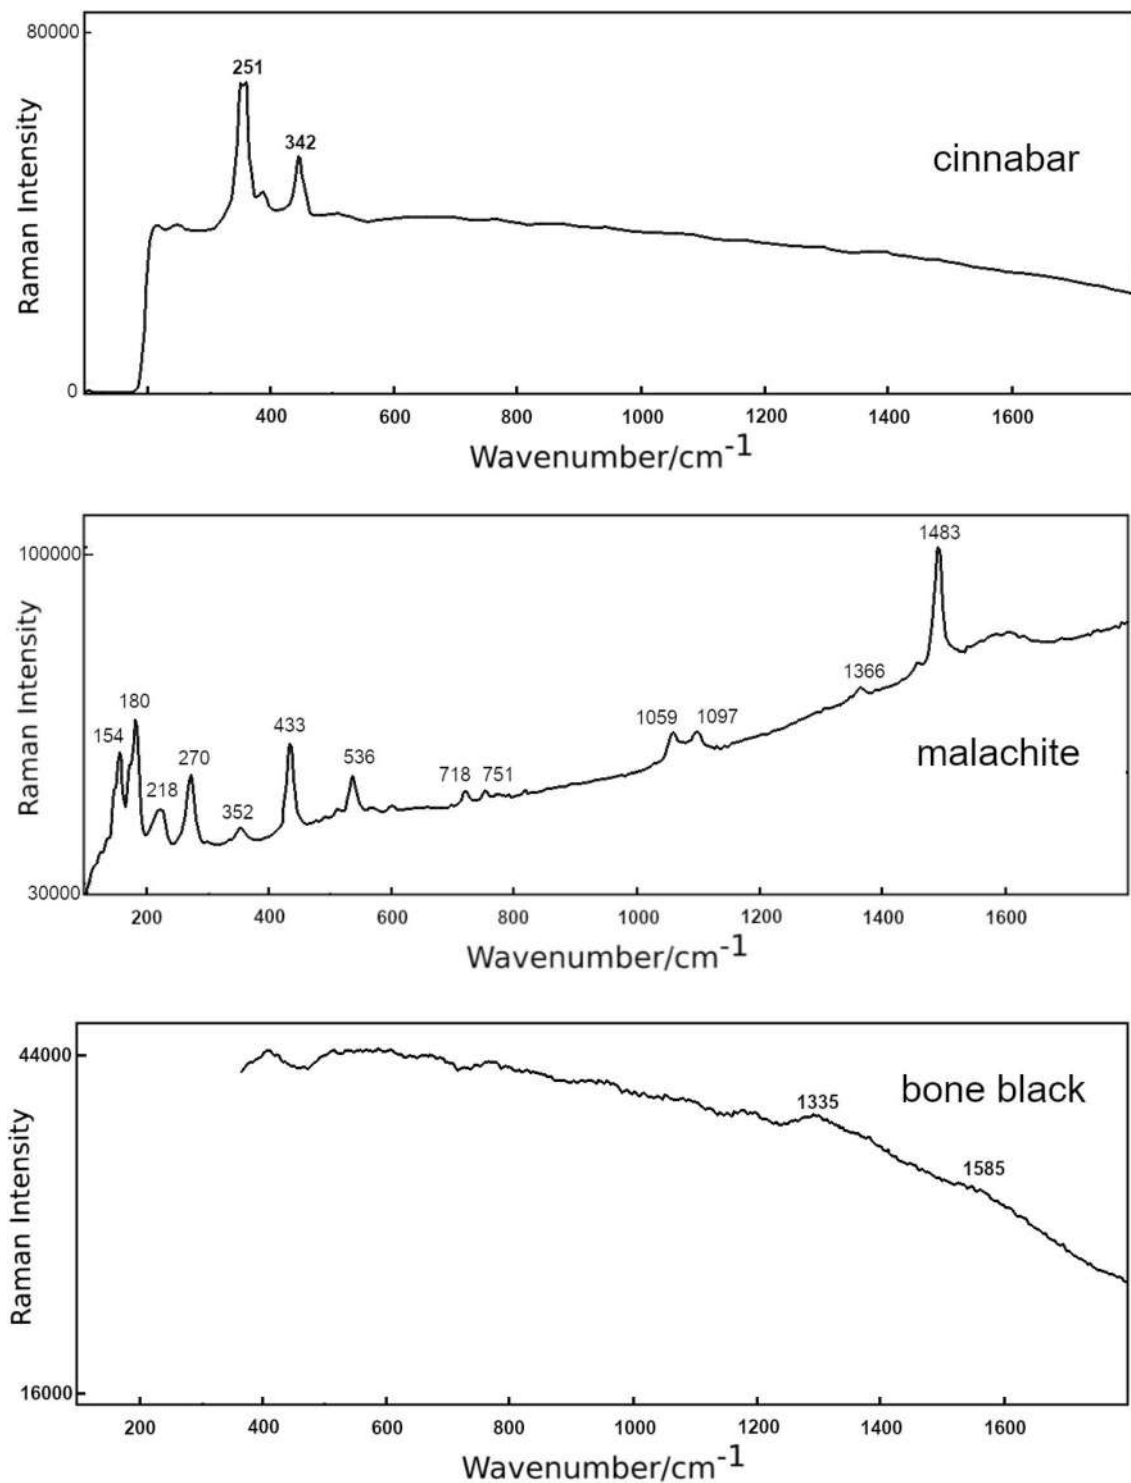 80000
251
342
cinnabar
Raman Intensity
0
400 600 800 1000 1200 1400 1600
Wavenumber/cm-1
100000
1483
180
154
270
218
352
433
536
718 751
1059 1097
1366
malachite
Raman Intensity
30000
200 400 600 800 1000 1200 1400 1600
Wavenumber/cm-1
44000
bone black
1335
1585
Raman Intensity
16000
200 400 600 800 1000 1200 1400 1600
Wavenumber/cm-1